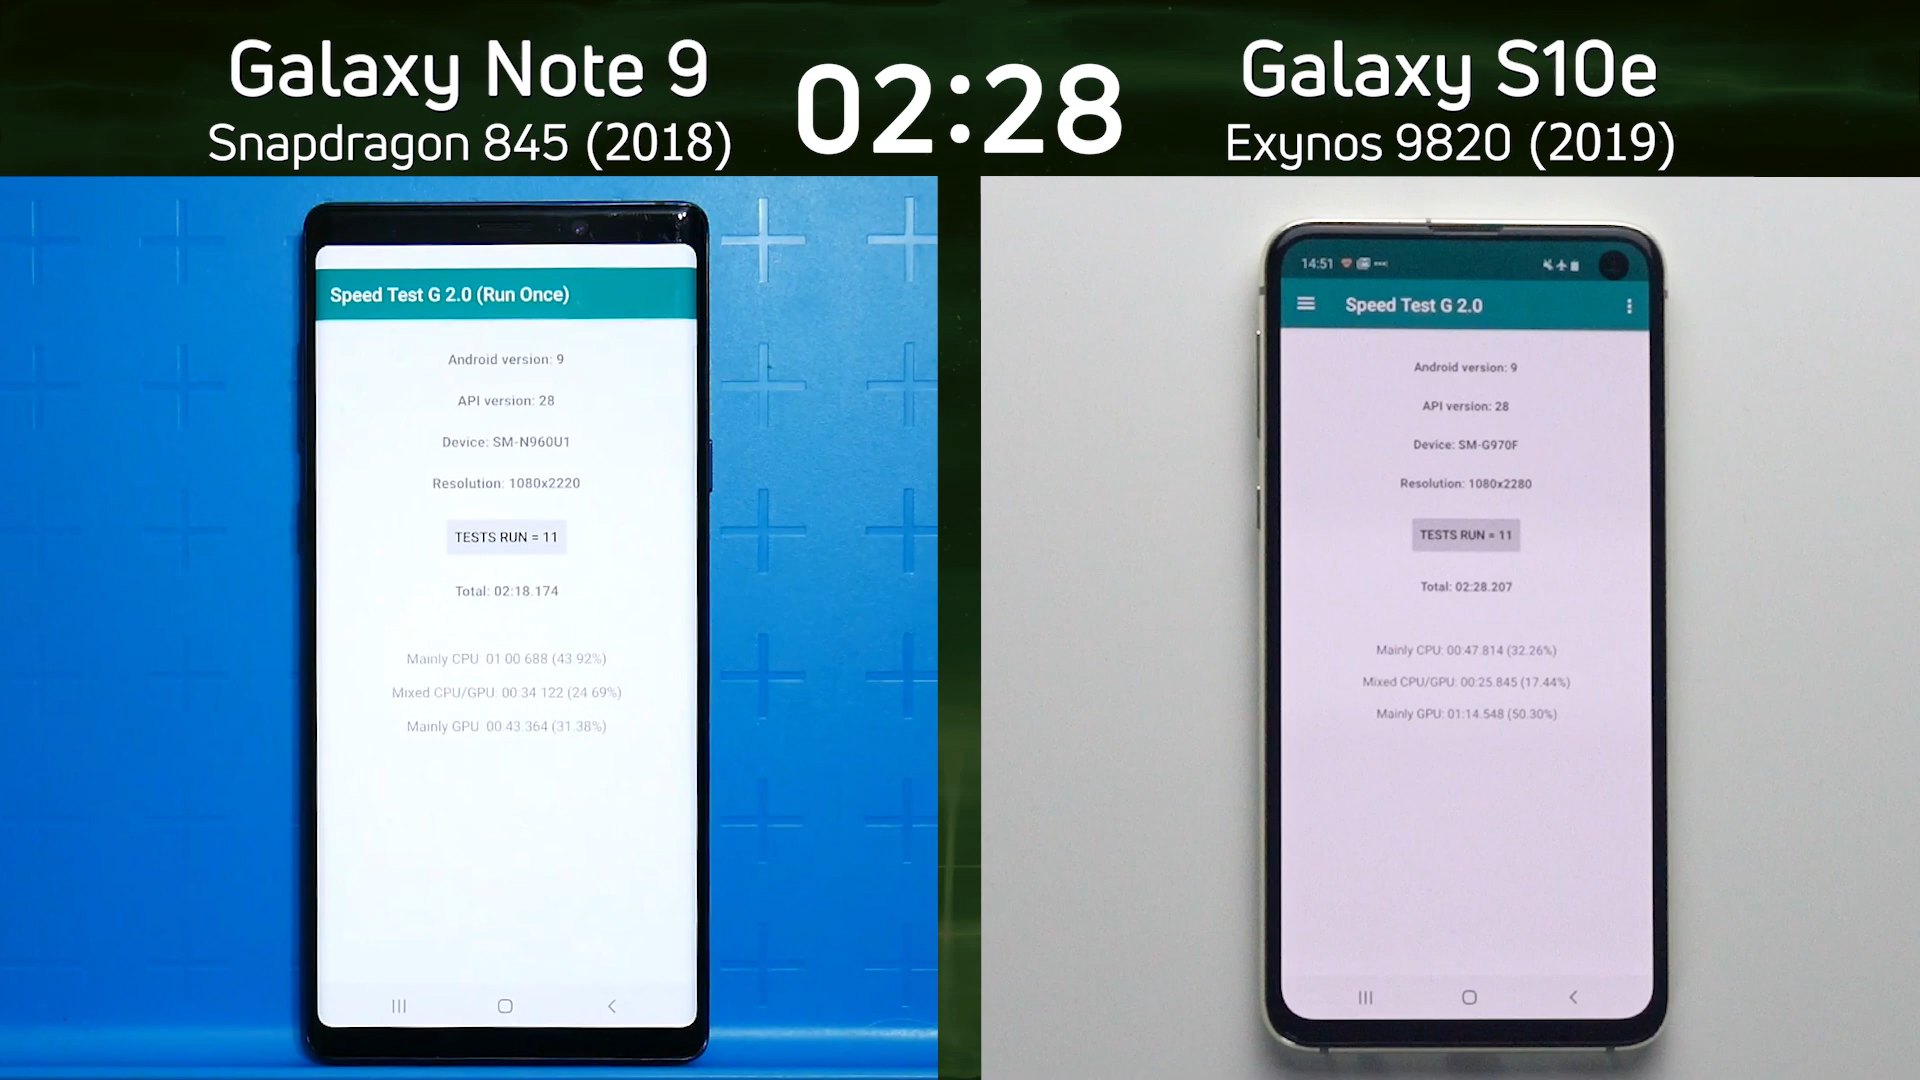 Galaxy Note 9
Snapdragon 845 (2018)
02:28
Galaxy S10e
Exynos 9820 (2019)
Speed Test G 2.0 (Run Once)
Android version: 9
API version: 28
Device: SM-N960U1
Resolution: 1080x2220
TESTS RUN = 11
Total: 02:18.174
Mainly CPU 01 00 688 (43 92%)
Mixed CPU/GPU: 00:34 122 (24 69%)
Mainly GPU 00 43.364 (31.38%)
14:51
Speed Test G 2.0
Android version: 9
API version: 28
Device: SM-G970F
Resolution: 1080x2280
TESTS RUN = 11
Total: 02:28.207
Mainly CPU: 00:47.814 (32.26%)
Mixed CPU/GPU: 00:25.845 (17.44%)
Mainly GPU: 01:14.548 (50.30%)